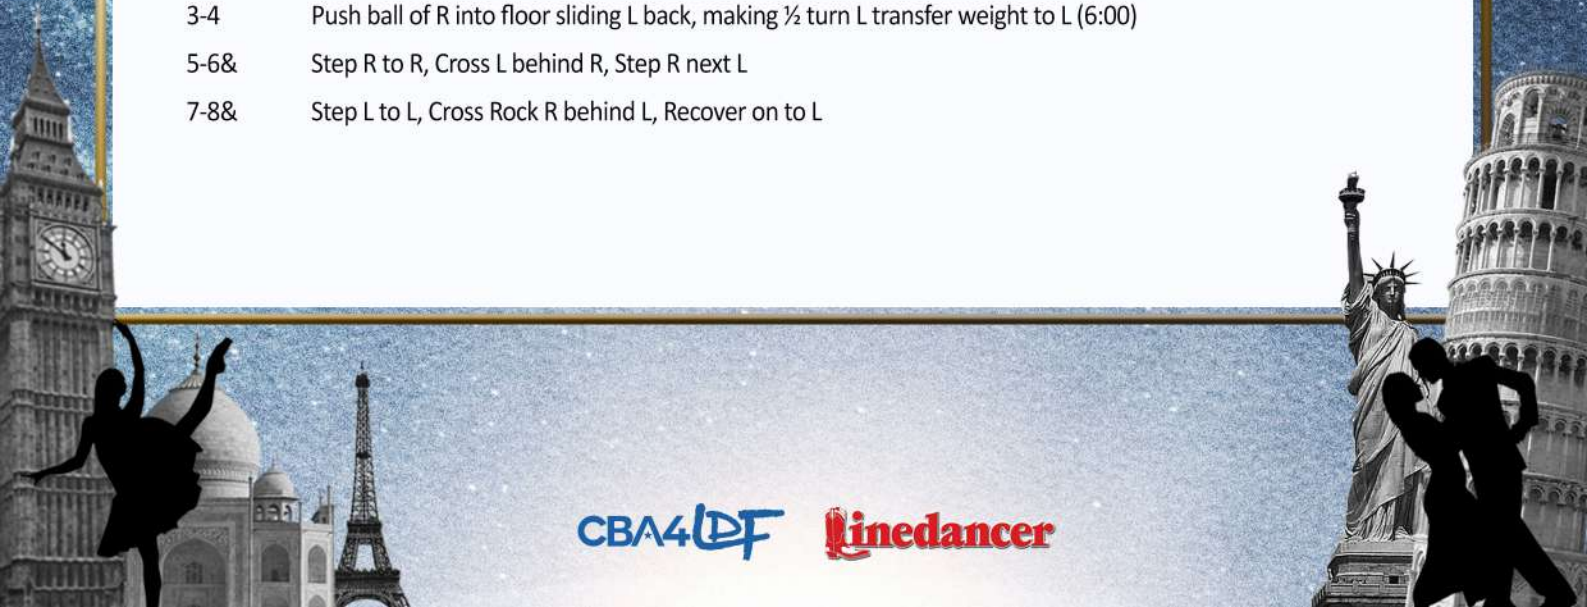 3-4 Push ball of R into floor sliding L back, making ½ turn L transfer weight to L (6:00)
5-6& Step R to R, Cross L behind R, Step R next L
7-8& Step L to L, Cross Rock R behind L, Recover on to L
CBA4LDF Linedancer